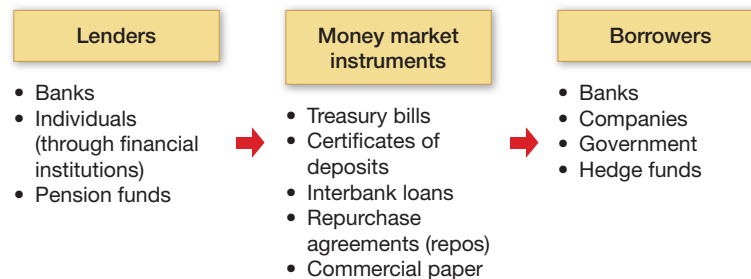 Lenders
• Banks
• Individuals
(through financial
institutions)
• Pension funds
Money market
instruments
• Treasury bills
• Certificates of
deposits
• Interbank loans
• Repurchase
agreements (repos)
• Commercial paper
Borrowers
• Banks
• Companies
• Government
• Hedge funds